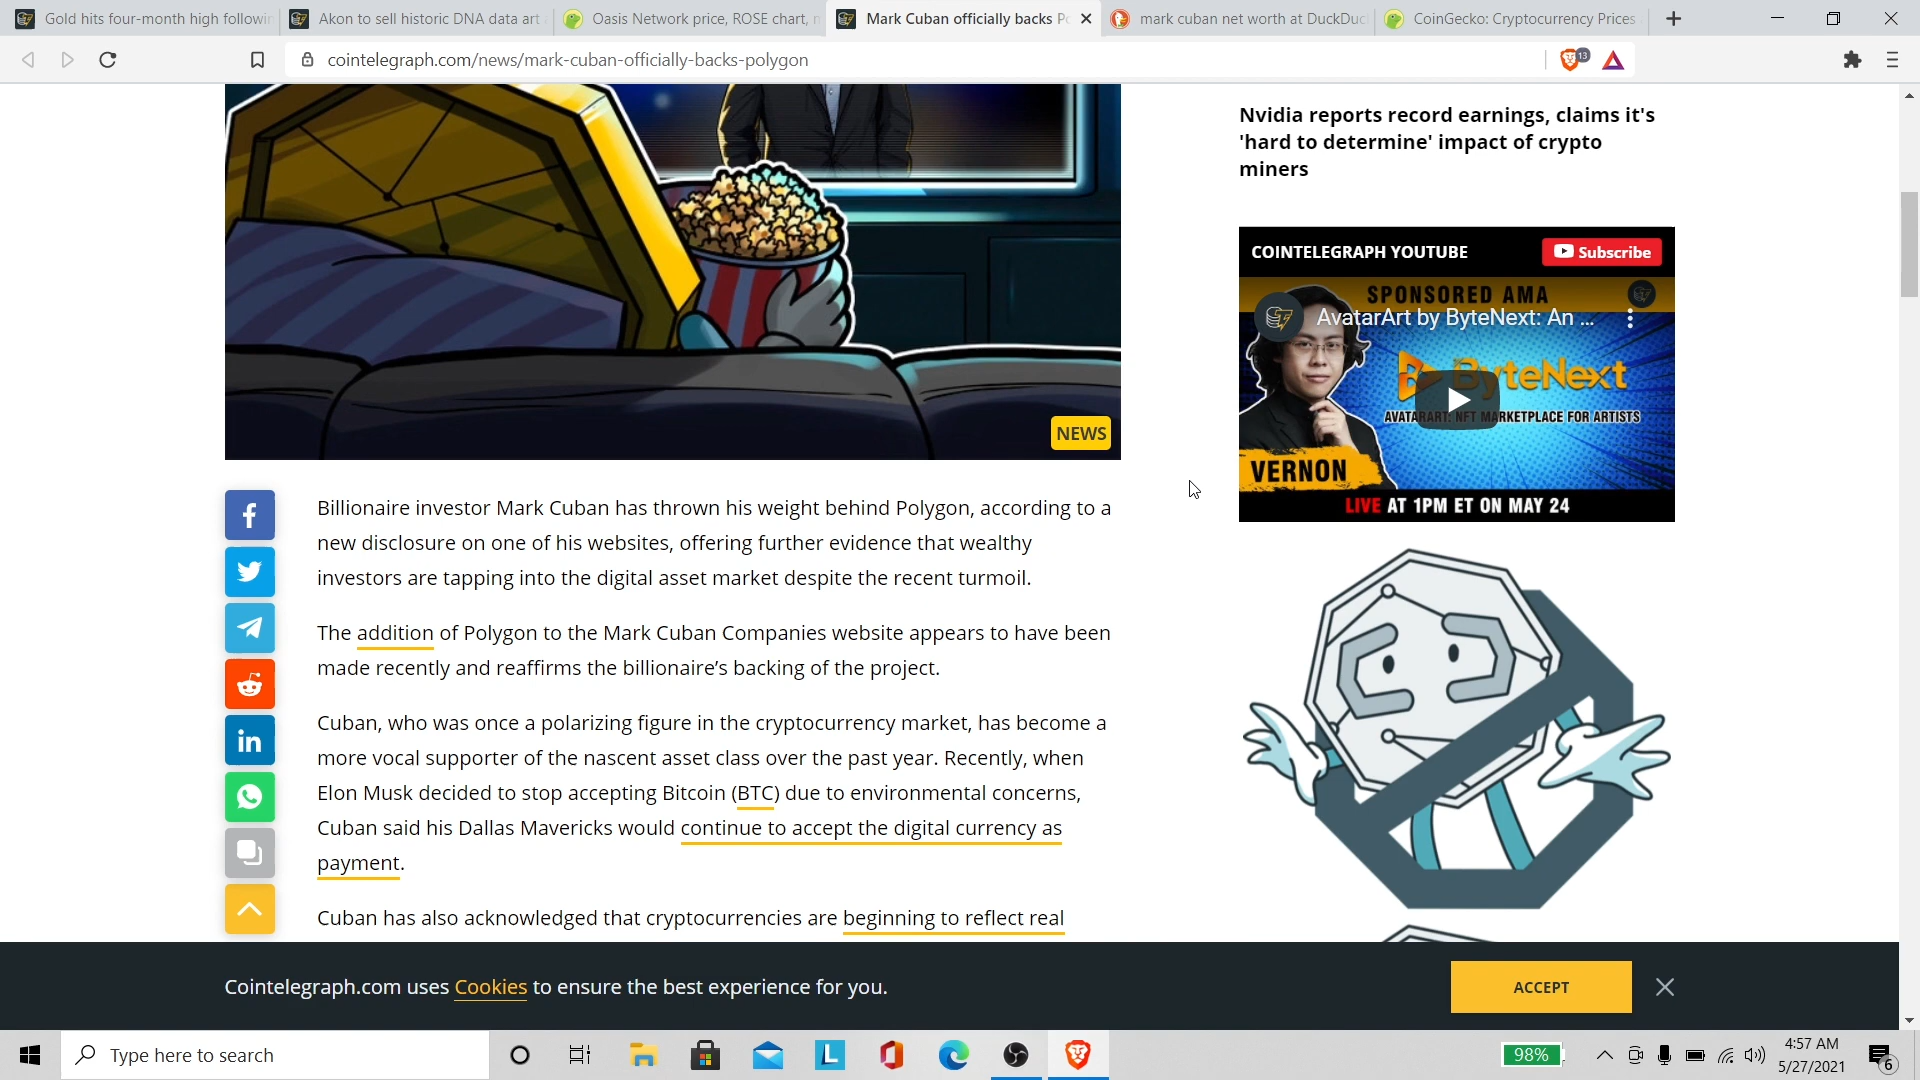 Gold hits four-month high followin
Akon to sell historic DNA data art
Oasis Network price, ROSE chart, m
Mark Cuban officially backs Po
mark cuban net worth at DuckDuc
CoinGecko: Cryptocurrency Prices
cointelegraph.com/news/mark-cuban-officially-backs-polygon
13
Nvidia reports record earnings, claims it's
'hard to determine' impact of crypto
miners
COINTELEGRAPH YOUTUBE
Subscribe
SPONSORED AMA
AvatarArt by ByteNext: An ...
ByteNext
AVATARART: NFT MARKETPLACE FOR ARTISTS
VERNON
LIVE AT 1PM ET ON MAY 24
NEWS
Billionaire investor Mark Cuban has thrown his weight behind Polygon, according to a
new disclosure on one of his websites, offering further evidence that wealthy
investors are tapping into the digital asset market despite the recent turmoil.
The addition of Polygon to the Mark Cuban Companies website appears to have been
made recently and reaffirms the billionaire’s backing of the project.
Cuban, who was once a polarizing figure in the cryptocurrency market, has become a
more vocal supporter of the nascent asset class over the past year. Recently, when
Elon Musk decided to stop accepting Bitcoin (BTC) due to environmental concerns,
Cuban said his Dallas Mavericks would continue to accept the digital currency as
payment.
Cuban has also acknowledged that cryptocurrencies are beginning to reflect real
Cointelegraph.com uses Cookies to ensure the best experience for you.
ACCEPT
Type here to search
98%
4:57 AM
5/27/2021
6